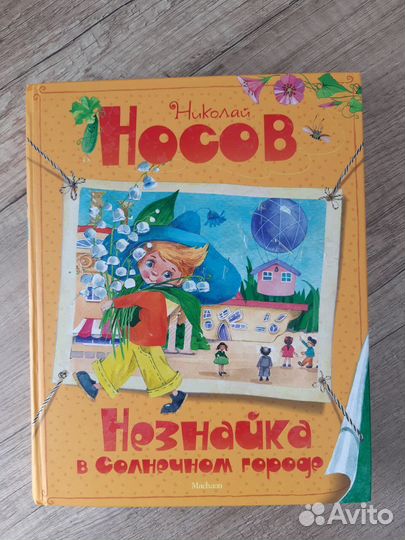 Николай
Носов
Незнайка
в Солнечном городе
Machaon
Avito